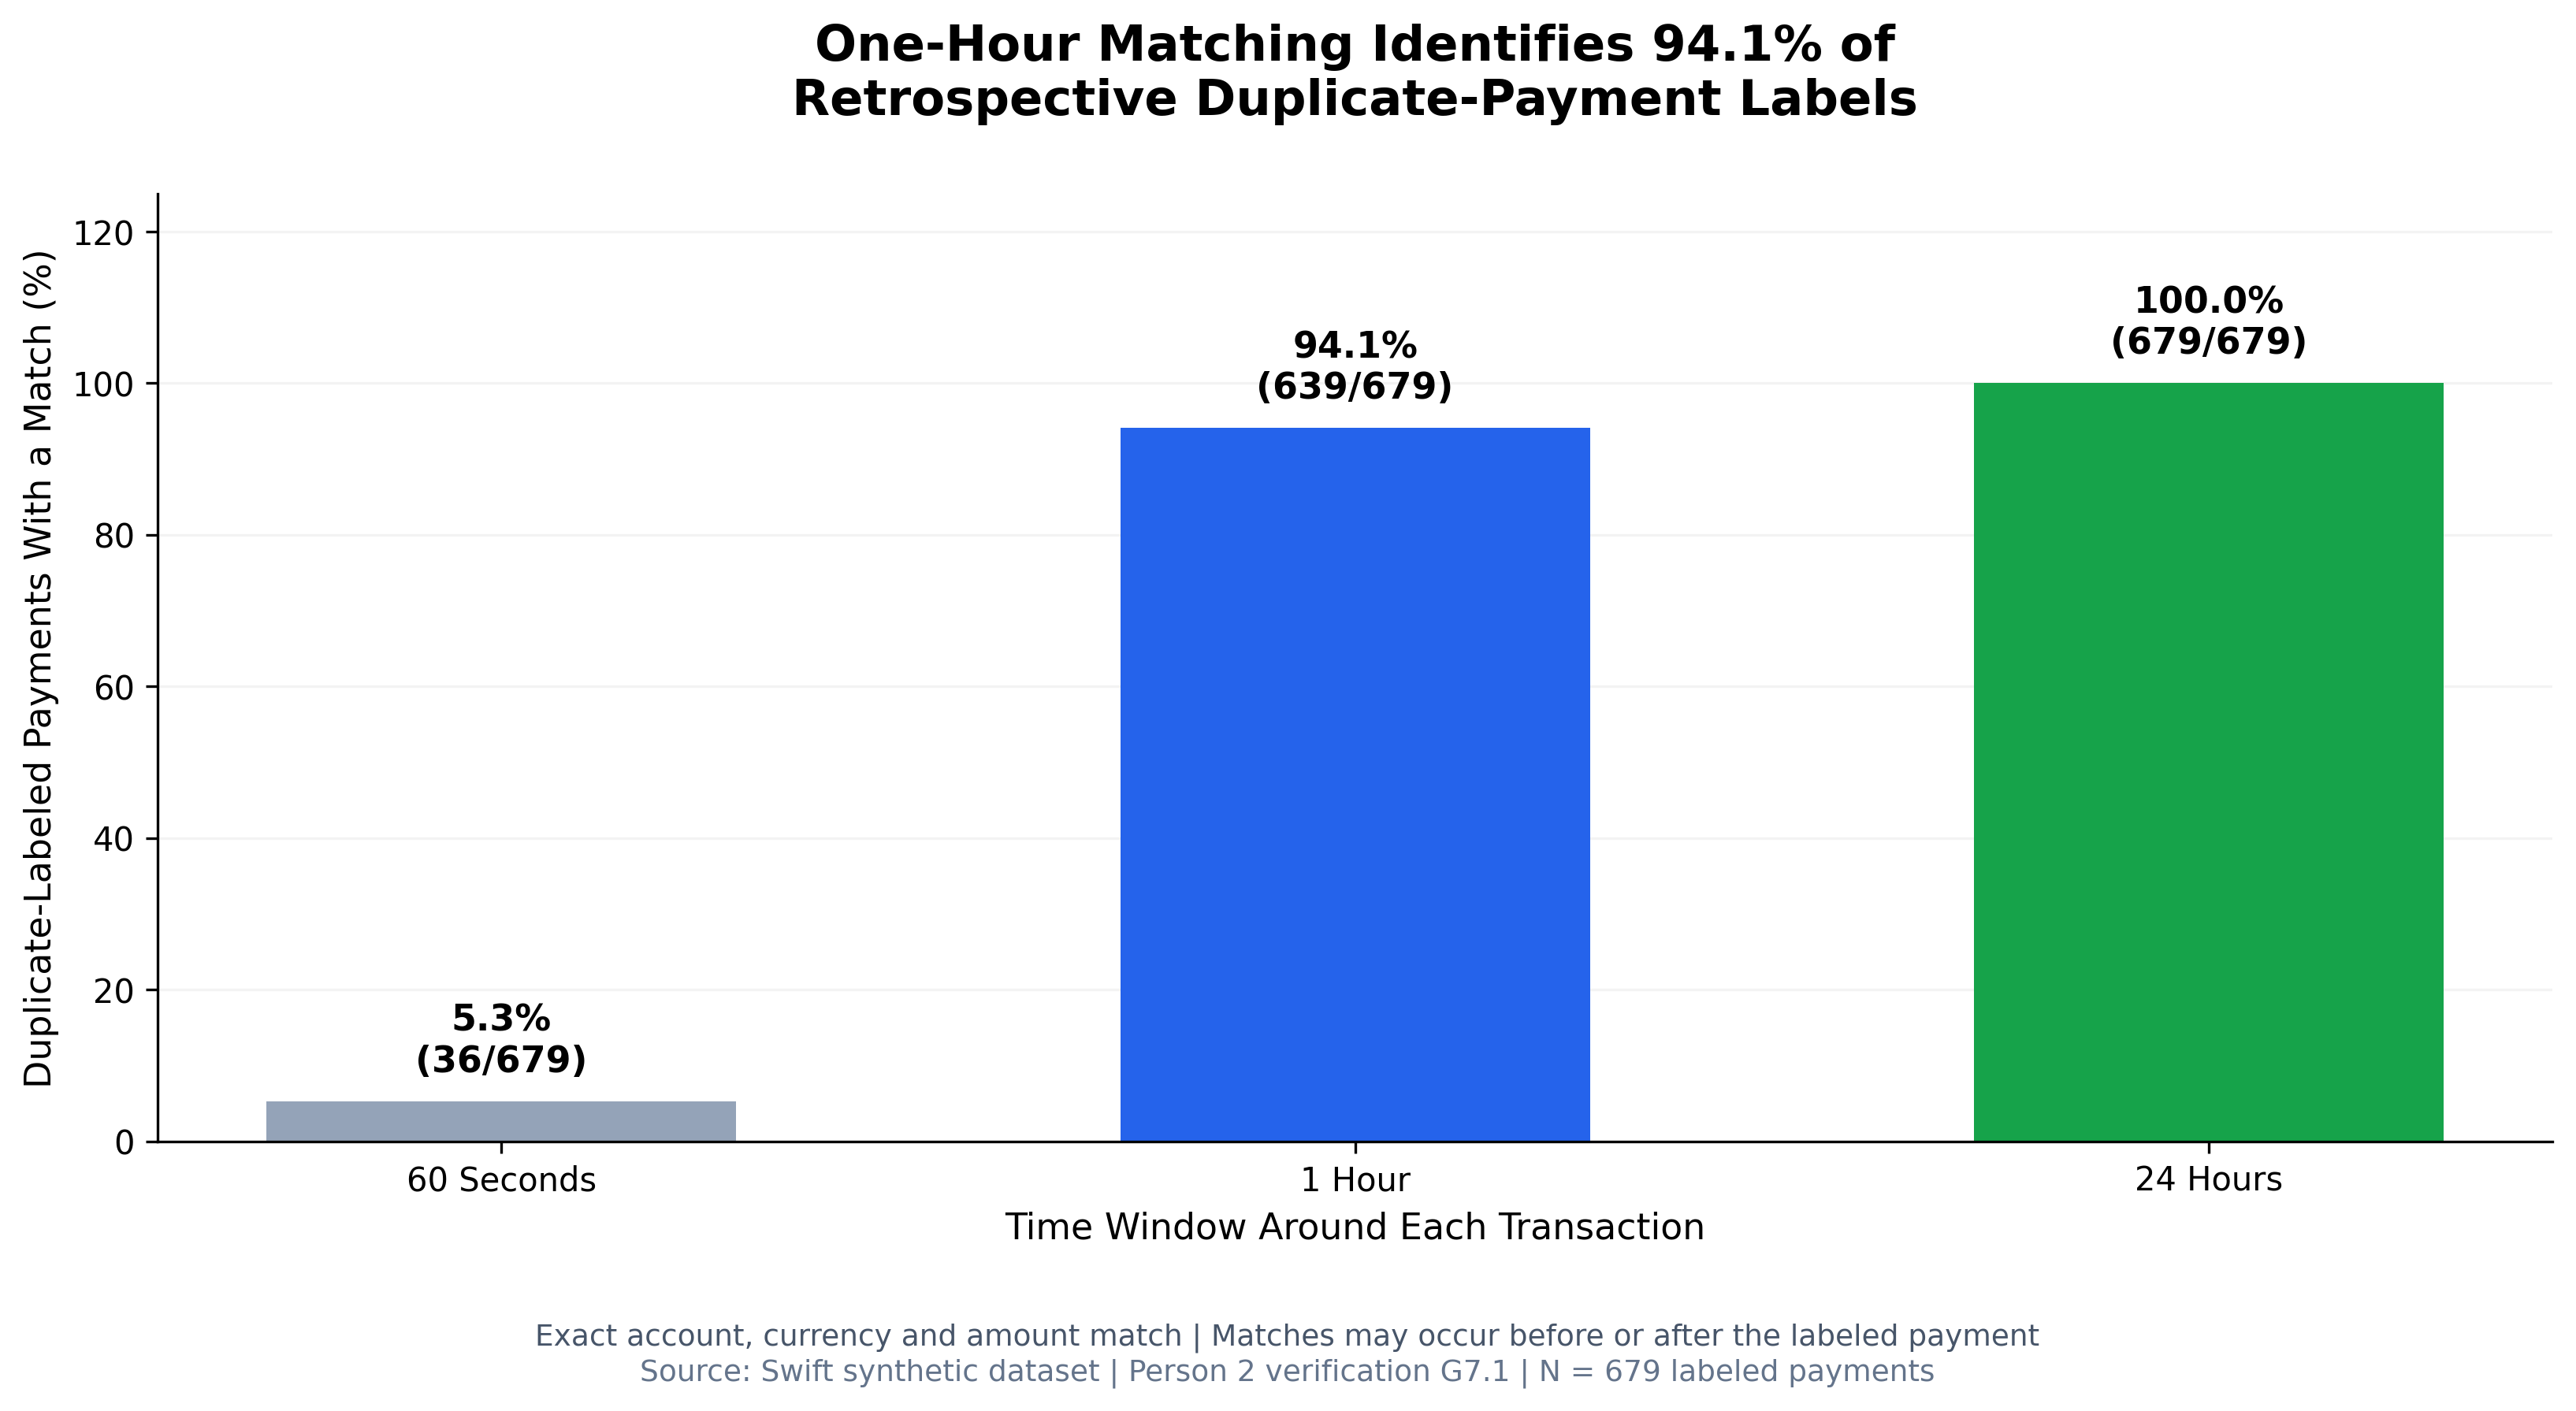 One-Hour Matching Identifies 94.1% of
Retrospective Duplicate-Payment Labels
Duplicate-Labeled Payments With a Match (%)
120
100
80
60
40
20
0
5.3%
(36/679)
94.1%
(639/679)
100.0%
(679/679)
60 Seconds
1 Hour
24 Hours
Time Window Around Each Transaction
Exact account, currency and amount match | Matches may occur before or after the labeled payment
Source: Swift synthetic dataset | Person 2 verification G7.1 | N = 679 labeled payments